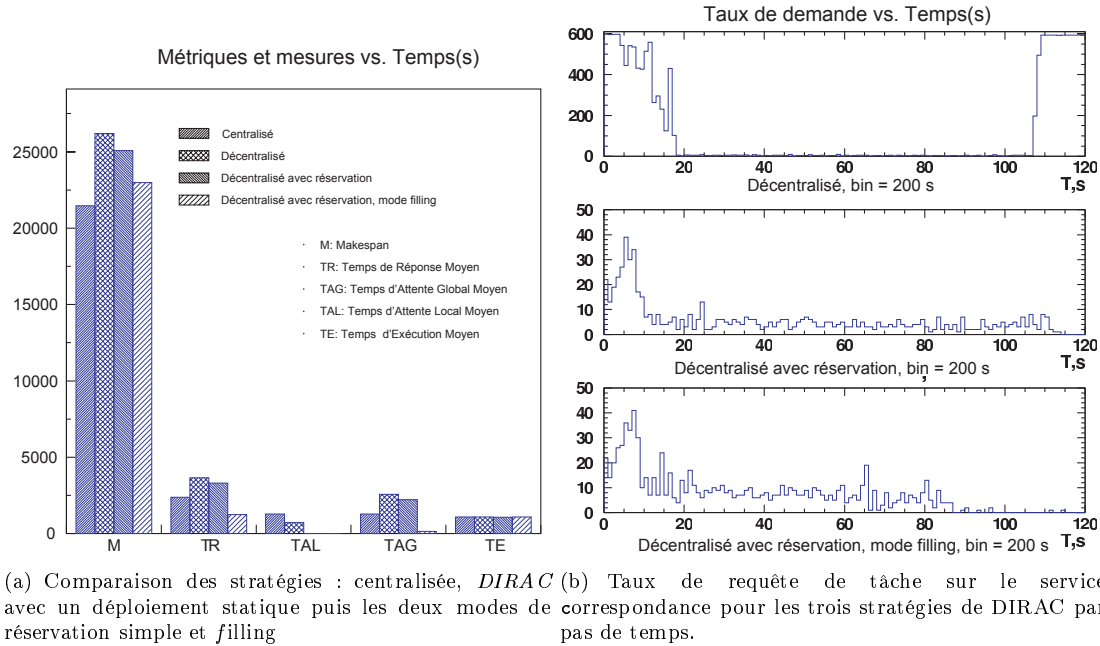 Métriques et mesures vs. Temps(s)
25000
20000
15000
10000
5000
0
Centralisé
Décentralisé
Décentralisé avec réservation
Décentralisé avec réservation, mode filling
· M: Makespan
· TR: Temps de Réponse Moyen
· TAG: Temps d'Attente Global Moyen
· TAL: Temps d'Attente Local Moyen
· TE: Temps d'Exécution Moyen
M TR TAL TAG TE
Taux de demande vs. Temps(s)
600
400
200
0
0 20 40 60 80 100 120
T,s
Décentralisé, bin = 200 s
50
40
30
20
10
0
0 20 40 60 80 100 120
T,s
Décentralisé avec réservation, bin = 200 s
,
50
40
30
20
10
0
0 20 40 60 80 100 120
T,s
Décentralisé avec réservation, mode filling, bin = 200 s
(a) Comparaison des stratégies : centralisée, DIRAC
avec un déploiement statique puis les deux modes de
réservation simple et filling
(b) Taux de requête de tâche sur le service
correspondance pour les trois stratégies de DIRAC par
pas de temps.